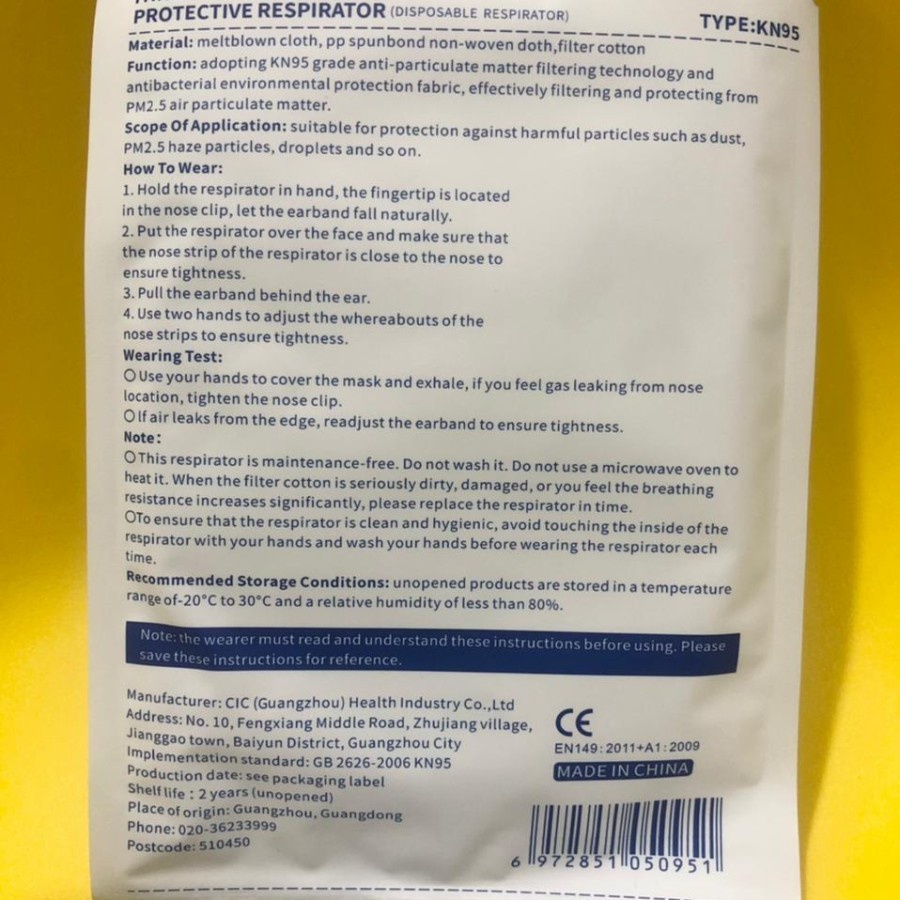 PROTECTIVE RESPIRATOR (DISPOSABLE RESPIRATOR) TYPE:KN95
Material: meltblown cloth, pp spunbond non-woven doth,filter cotton
Function: adopting KN95 grade anti-particulate matter filtering technology and
antibacterial environmental protection fabric, effectively filtering and protecting from
PM2.5 air particulate matter.
Scope Of Application: suitable for protection against harmful particles such as dust,
PM2.5 haze particles, droplets and so on.
How To Wear:
1. Hold the respirator in hand, the fingertip is located
in the nose clip, let the earband fall naturally.
2. Put the respirator over the face and make sure that
the nose strip of the respirator is close to the nose to
ensure tightness.
3. Pull the earband behind the ear.
4. Use two hands to adjust the whereabouts of the
nose strips to ensure tightness.
Wearing Test:
○ Use your hands to cover the mask and exhale, if you feel gas leaking from nose
location, tighten the nose clip.
○ If air leaks from the edge, readjust the earband to ensure tightness.
Note:
○ This respirator is maintenance-free. Do not wash it. Do not use a microwave oven to
heat it. When the filter cotton is seriously dirty, damaged, or you feel the breathing
resistance increases significantly, please replace the respirator in time.
○To ensure that the respirator is clean and hygienic, avoid touching the inside of the
respirator with your hands and wash your hands before wearing the respirator each
time.
Recommended Storage Conditions: unopened products are stored in a temperature
range of-20°C to 30°C and a relative humidity of less than 80%.
Note: the wearer must read and understand these instructions before using. Please
save these instructions for reference.
Manufacturer: CIC (Guangzhou) Health Industry Co.,Ltd
Address: No. 10, Fengxiang Middle Road, Zhujiang village,
Jianggao town, Baiyun District, Guangzhou City
Implementation standard: GB 2626-2006 KN95
Production date: see packaging label
Shelf life : 2 years (unopened)
Place of origin: Guangzhou, Guangdong
Phone: 020-36233999
Postcode: 510450
CE
EN149:2011+A1:2009
MADE IN CHINA
6 972851 050951